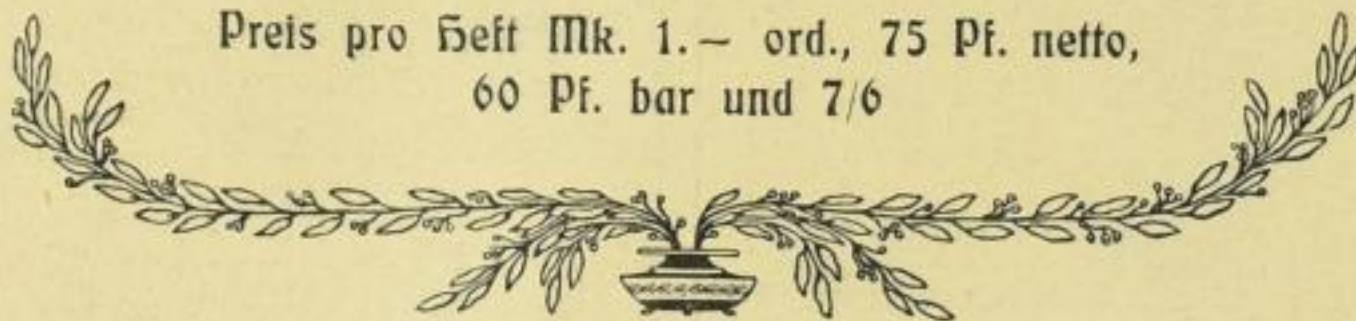 Preis pro Heft Mk. 1.— ord., 75 Pf. netto,
60 Pf. bar und 7/6